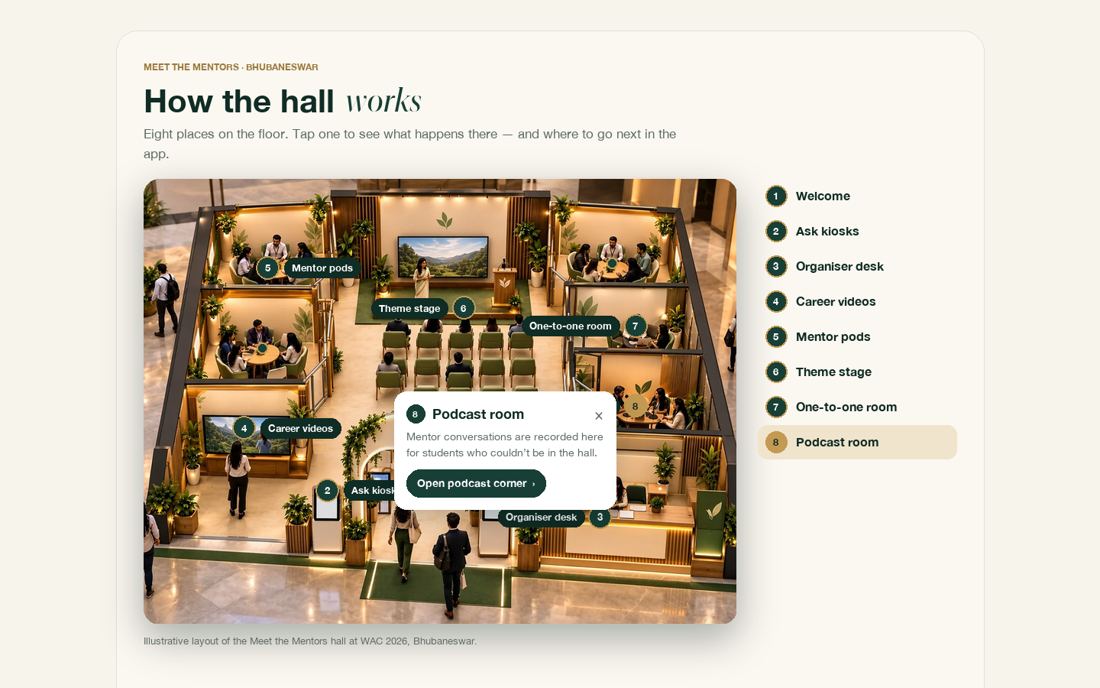 MEET THE MENTORS · BHUBANESWAR
How the hall works
Eight places on the floor. Tap one to see what happens there — and where to go next in the
app.
5 Mentor pods
Theme stage 6
One-to-one room 7
8
4 Career videos
8 Podcast room ×
Mentor conversations are recorded here
for students who couldn’t be in the hall.
Open podcast corner ›
2 Ask kiosk
Organiser desk 3
1 Welcome
2 Ask kiosks
3 Organiser desk
4 Career videos
5 Mentor pods
6 Theme stage
7 One-to-one room
8 Podcast room
Illustrative layout of the Meet the Mentors hall at WAC 2026, Bhubaneswar.